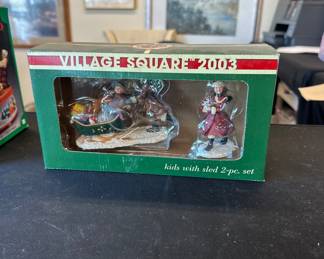 VILLAGE SQUARE 2003
kids with sled 2-pc. set